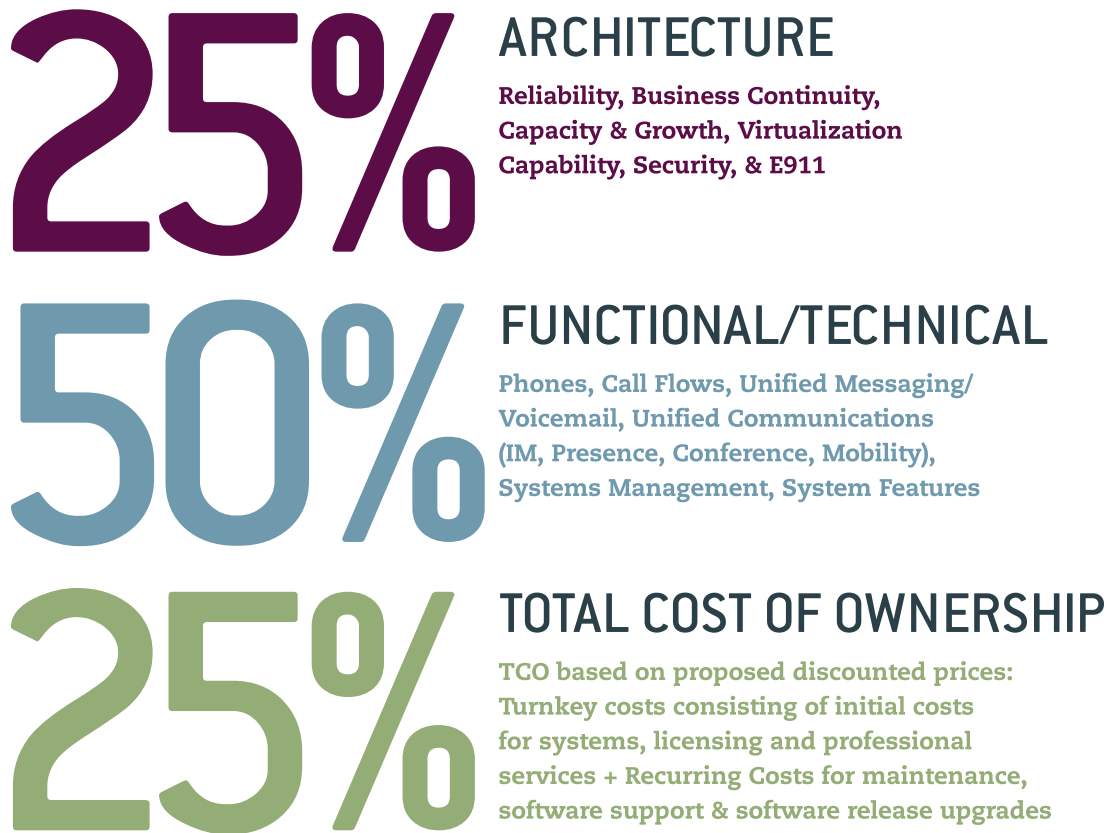 25%
ARCHITECTURE
Reliability, Business Continuity,
Capacity & Growth, Virtualization
Capability, Security, & E911
50%
FUNCTIONAL/TECHNICAL
Phones, Call Flows, Unified Messaging/
Voicemail, Unified Communications
(IM, Presence, Conference, Mobility),
Systems Management, System Features
25%
TOTAL COST OF OWNERSHIP
TCO based on proposed discounted prices:
Turnkey costs consisting of initial costs
for systems, licensing and professional
services + Recurring Costs for maintenance,
software support & software release upgrades